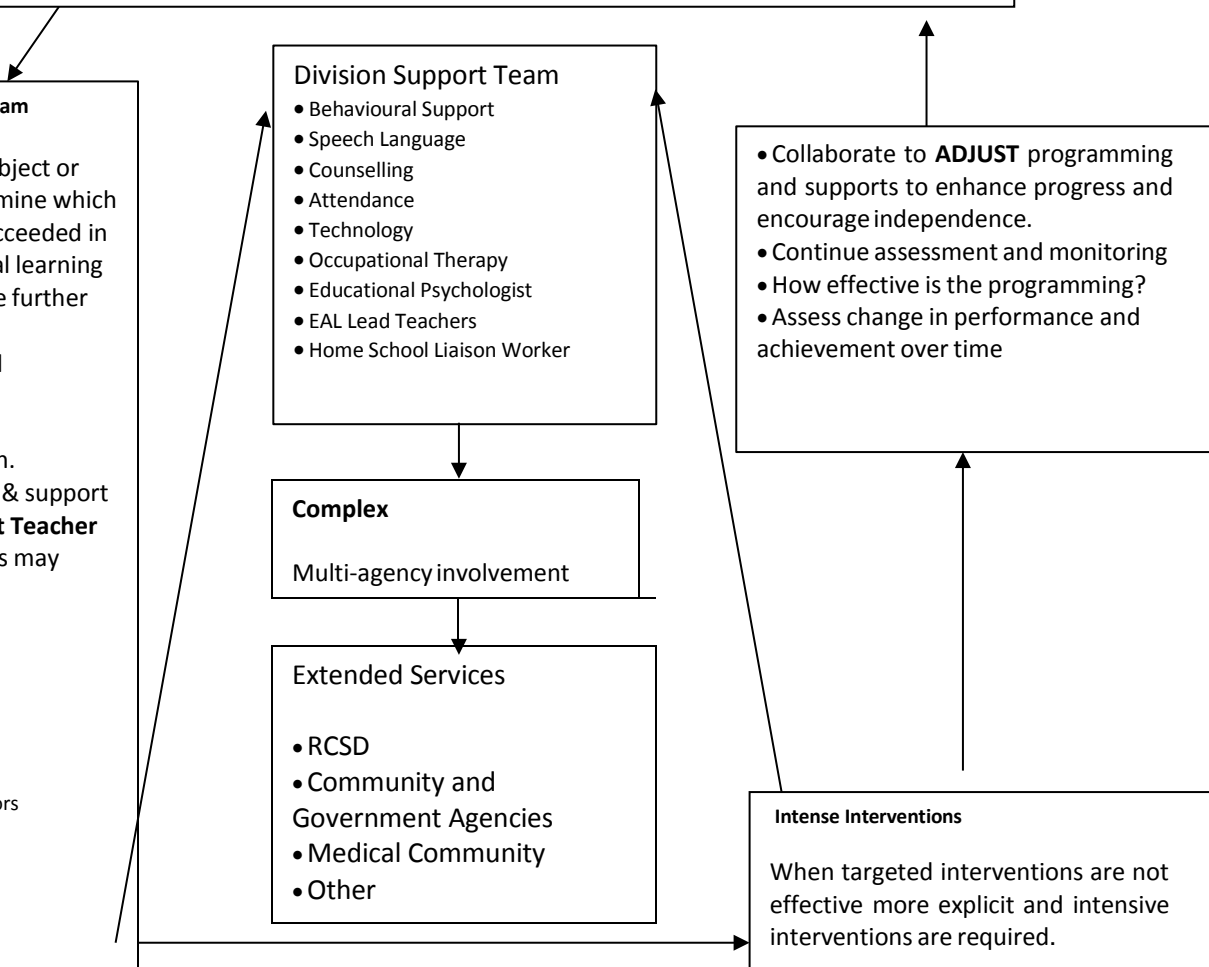 am
bject or
mine which
cceeded in
al learning
e further
l
n.
& support
t Teacher
s may
ors
Division Support Team
• Behavioural Support
• Speech Language
• Counselling
• Attendance
• Technology
• Occupational Therapy
• Educational Psychologist
• EAL Lead Teachers
• Home School Liaison Worker
Complex
Multi-agency involvement
Extended Services
• RCSD
• Community and
Government Agencies
• Medical Community
• Other
• Collaborate to ADJUST programming
and supports to enhance progress and
encourage independence.
• Continue assessment and monitoring
• How effective is the programming?
• Assess change in performance and
achievement over time
Intense Interventions
When targeted interventions are not
effective more explicit and intensive
interventions are required.